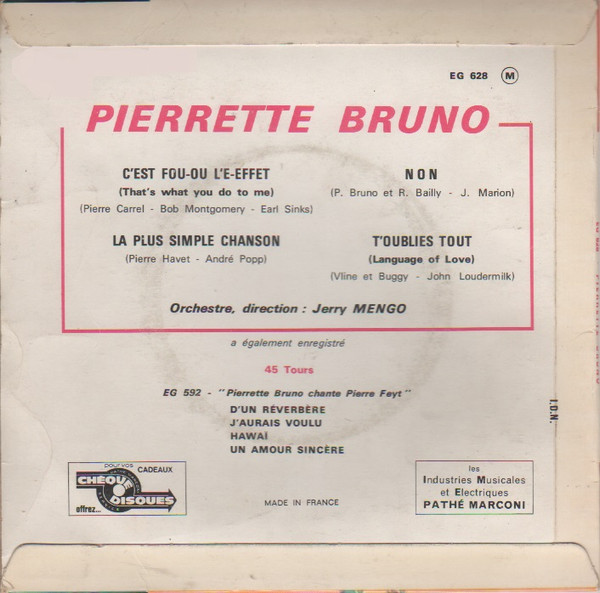 EG 628 M
PIERRETTE BRUNO
C'EST FOU-OU L'E-EFFET
(That's what you do to me)
(Pierre Carrel - Bob Montgomery - Earl Sinks)
NON
(P. Bruno et R. Bailly - J. Marion)
LA PLUS SIMPLE CHANSON
(Pierre Havet - André Popp)
T'OUBLIES TOUT
(Language of Love)
(Vline et Buggy - John Loudermilk)
Orchestre, direction : Jerry MENGO
a également enregistré
45 Tours
EG 592 - "Pierrette Bruno chante Pierre Feyt"
D'UN RÉVERBÈRE
J'AURAIS VOULU
HAWAÏ
UN AMOUR SINCÈRE
I.D.N.
pour vos
CADEAUX
CHÈQUE
DISQUES
offrez...
MADE IN FRANCE
les
Industries Musicales
et Electriques
PATHÉ MARCONI
PIERRETTE BRUNO